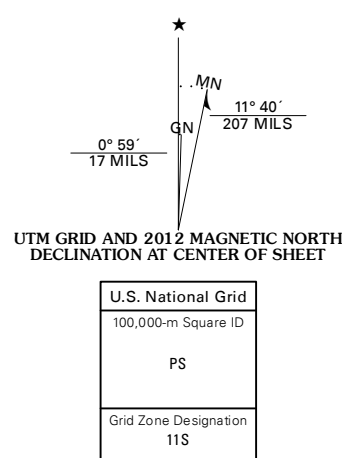 ★
MN
11° 40´
207 MILS
GN
0° 59´
17 MILS
UTM GRID AND 2012 MAGNETIC NORTH
DECLINATION AT CENTER OF SHEET
U.S. National Grid
100,000-m Square ID
PS
Grid Zone Designation
11S